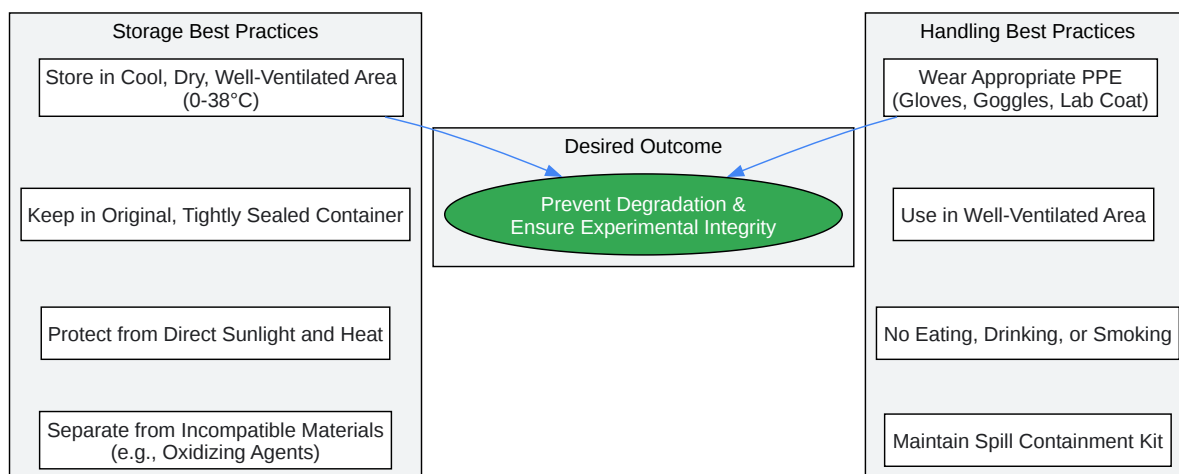 Storage Best Practices
Store in Cool, Dry, Well-Ventilated Area
(0-38°C)
Keep in Original, Tightly Sealed Container
Protect from Direct Sunlight and Heat
Separate from Incompatible Materials
(e.g., Oxidizing Agents)
Desired Outcome
Prevent Degradation &
Ensure Experimental Integrity
Handling Best Practices
Wear Appropriate PPE
(Gloves, Goggles, Lab Coat)
Use in Well-Ventilated Area
No Eating, Drinking, or Smoking
Maintain Spill Containment Kit